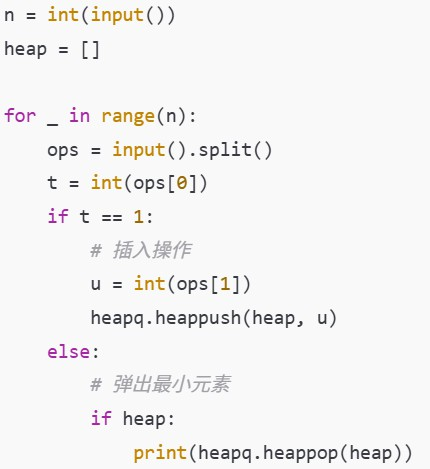 n = int(input())
heap = []
for _ in range(n):
    ops = input().split()
    t = int(ops[0])
    if t == 1:
        # 插入操作
        u = int(ops[1])
        heapq.heappush(heap, u)
    else:
        # 弹出最小元素
        if heap:
            print(heapq.heappop(heap))